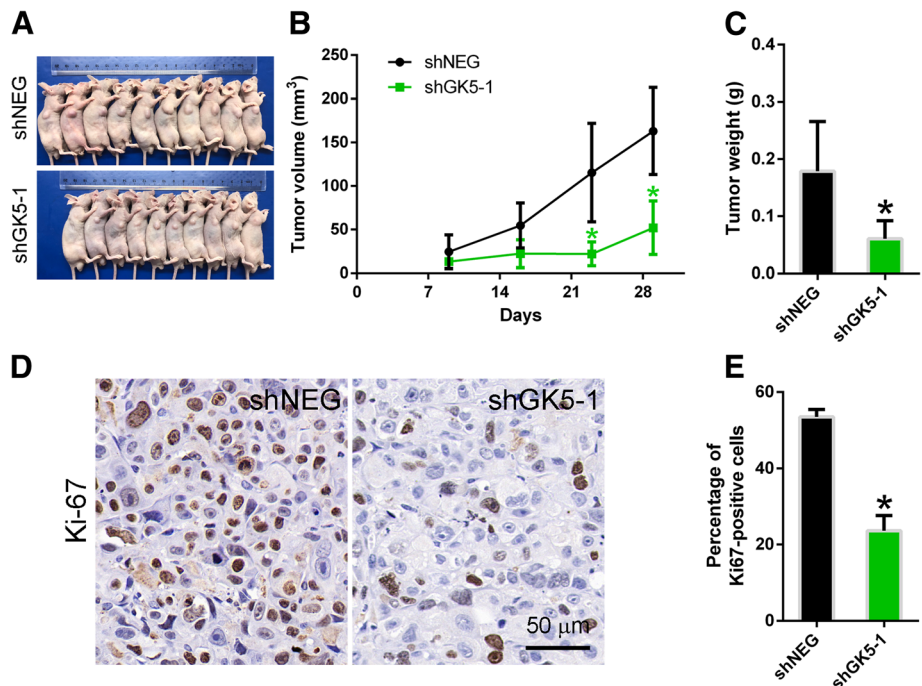 A
shNEG
shGK5-1
B
Tumor volume (mm3)
250
200
150
100
50
0
shNEG
shGK5-1
*
*
0
7
14
21
28
Days
C
Tumor weight (g)
0.4
0.3
0.2
0.1
0.0
*
shNEG
shGK5-1
D
Ki-67
shNEG
shGK5-1
50 μm
E
Percentage of
Ki67-positive cells
60
40
20
0
*
shNEG
shGK5-1